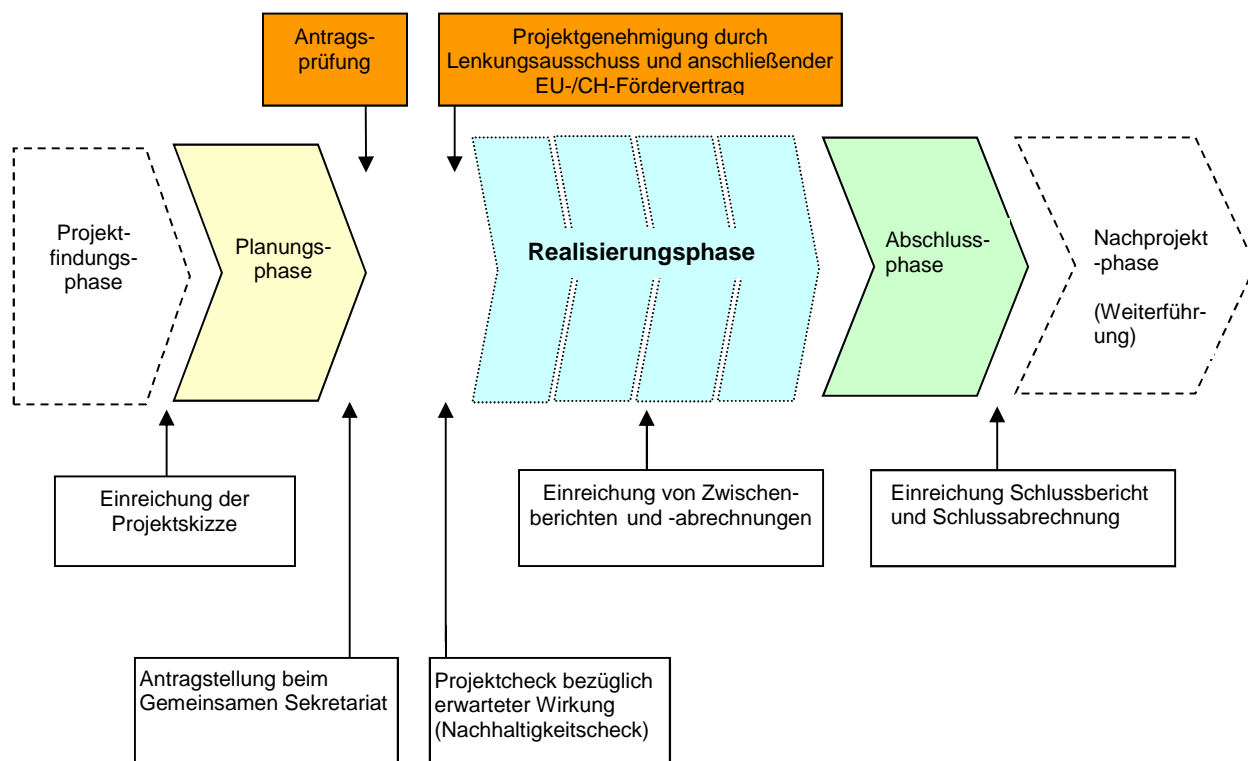 Antrags-
prüfung
Projektgenehmigung durch
Lenkungsausschuss und anschließender
EU-/CH-Fördervertrag
Projekt-
findungs-
phase
Planungs-
phase
Realisierungsphase
Abschluss-
phase
Nachprojekt
-phase
(Weiterführ-
ung)
Einreichung der
Projektskizze
Einreichung von Zwischen-
berichten und -abrechnungen
Einreichung Schlussbericht
und Schlussabrechnung
Antragstellung beim
Gemeinsamen Sekretariat
Projektcheck bezüglich
erwarteter Wirkung
(Nachhaltigkeitscheck)